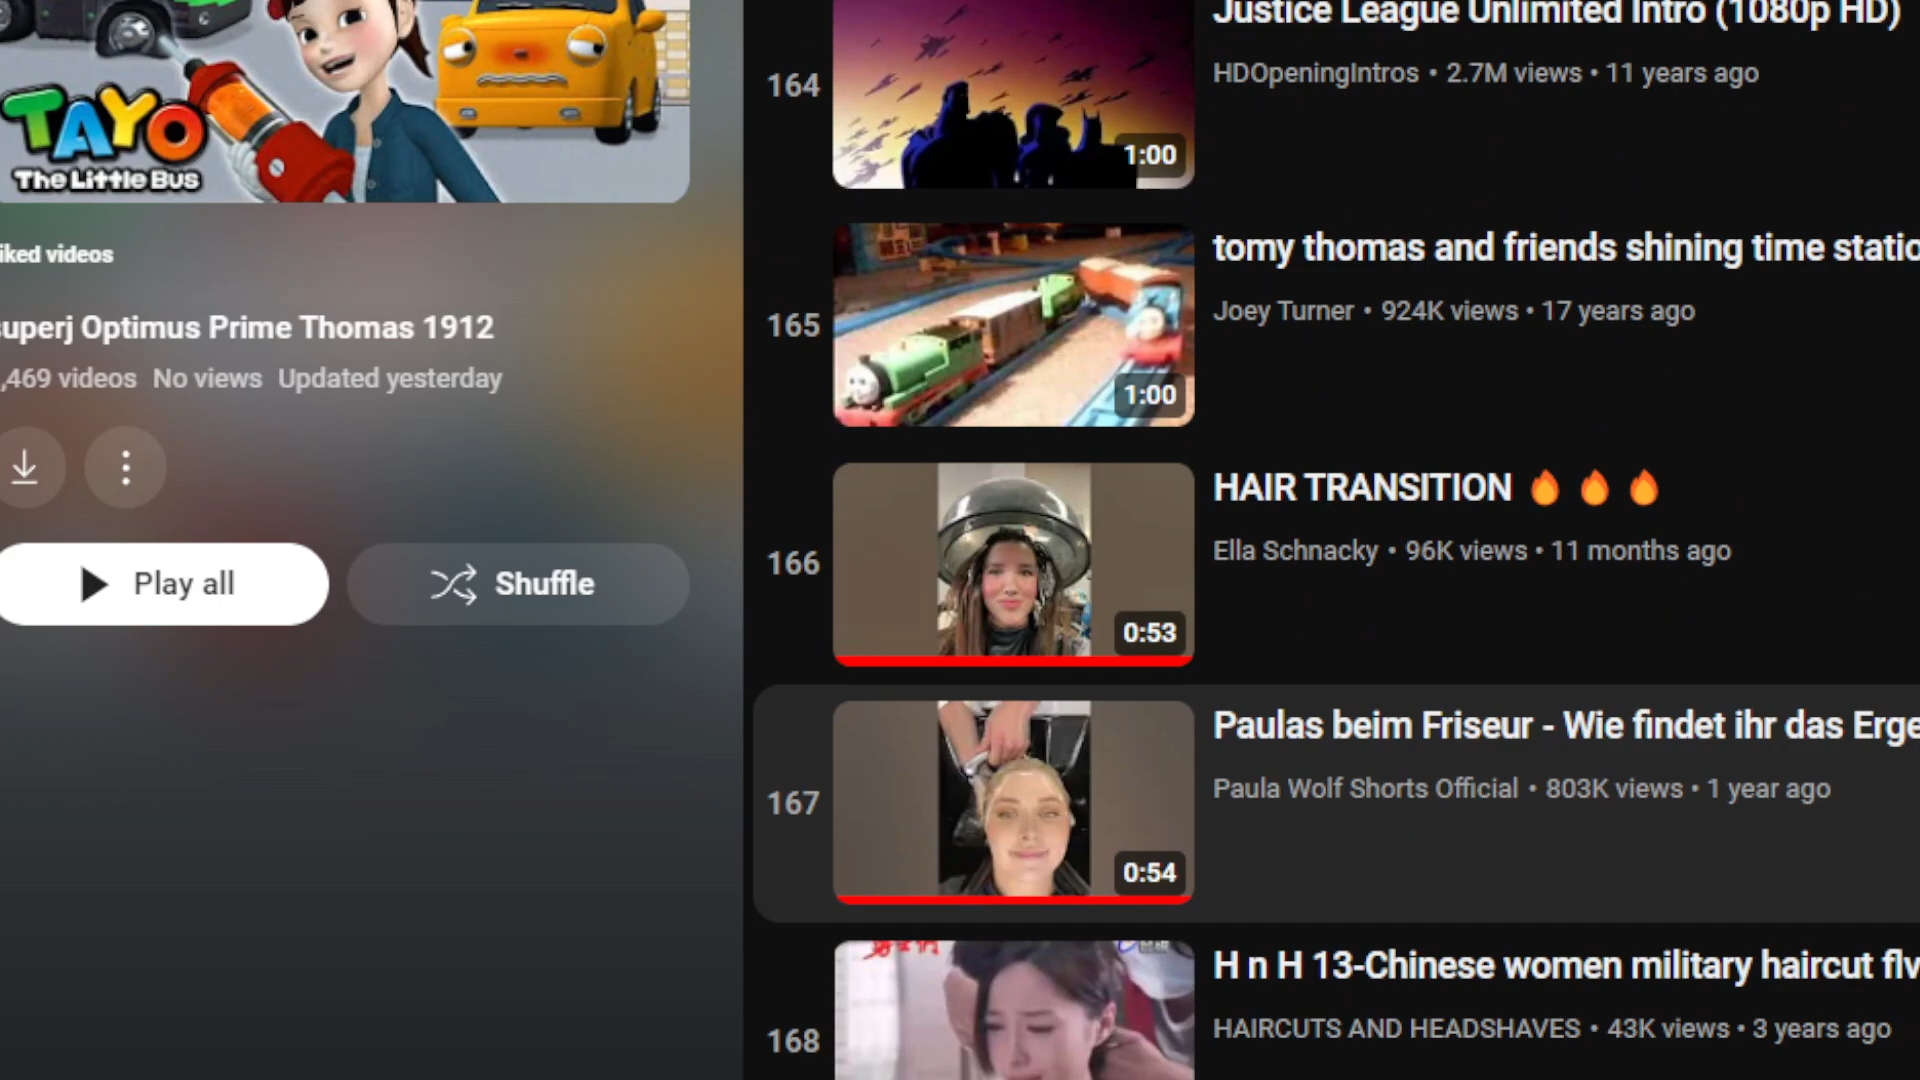 TAYO
The Little Bus
iked videos
superj Optimus Prime Thomas 1912
,469 videos No views Updated yesterday
Play all
Shuffle
164
1:00
Justice League Unlimited Intro (1080p HD)
HDOpeningIntros • 2.7M views • 11 years ago
165
1:00
tomy thomas and friends shining time statio
Joey Turner • 924K views • 17 years ago
166
0:53
HAIR TRANSITION 🔥 🔥 🔥
Ella Schnacky • 96K views • 11 months ago
167
0:54
Paulas beim Friseur - Wie findet ihr das Erge
Paula Wolf Shorts Official • 803K views • 1 year ago
168
H n H 13-Chinese women military haircut flv
HAIRCUTS AND HEADSHAVES • 43K views • 3 years ago